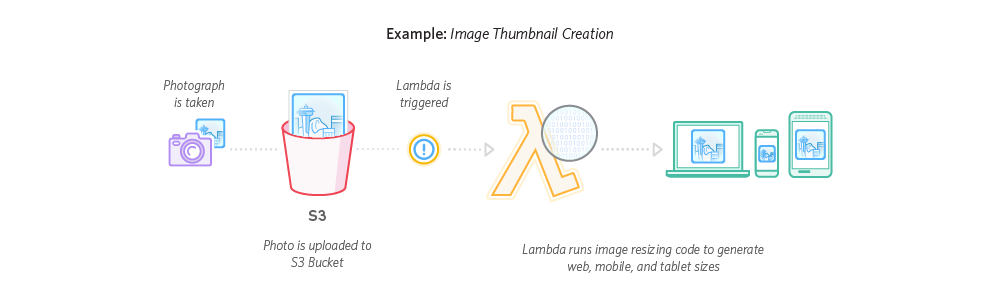 Example: Image Thumbnail Creation
Photograph
is taken
Lambda is
triggered
S3
Photo is uploaded to
S3 Bucket
Lambda runs image resizing code to generate
web, mobile, and tablet sizes